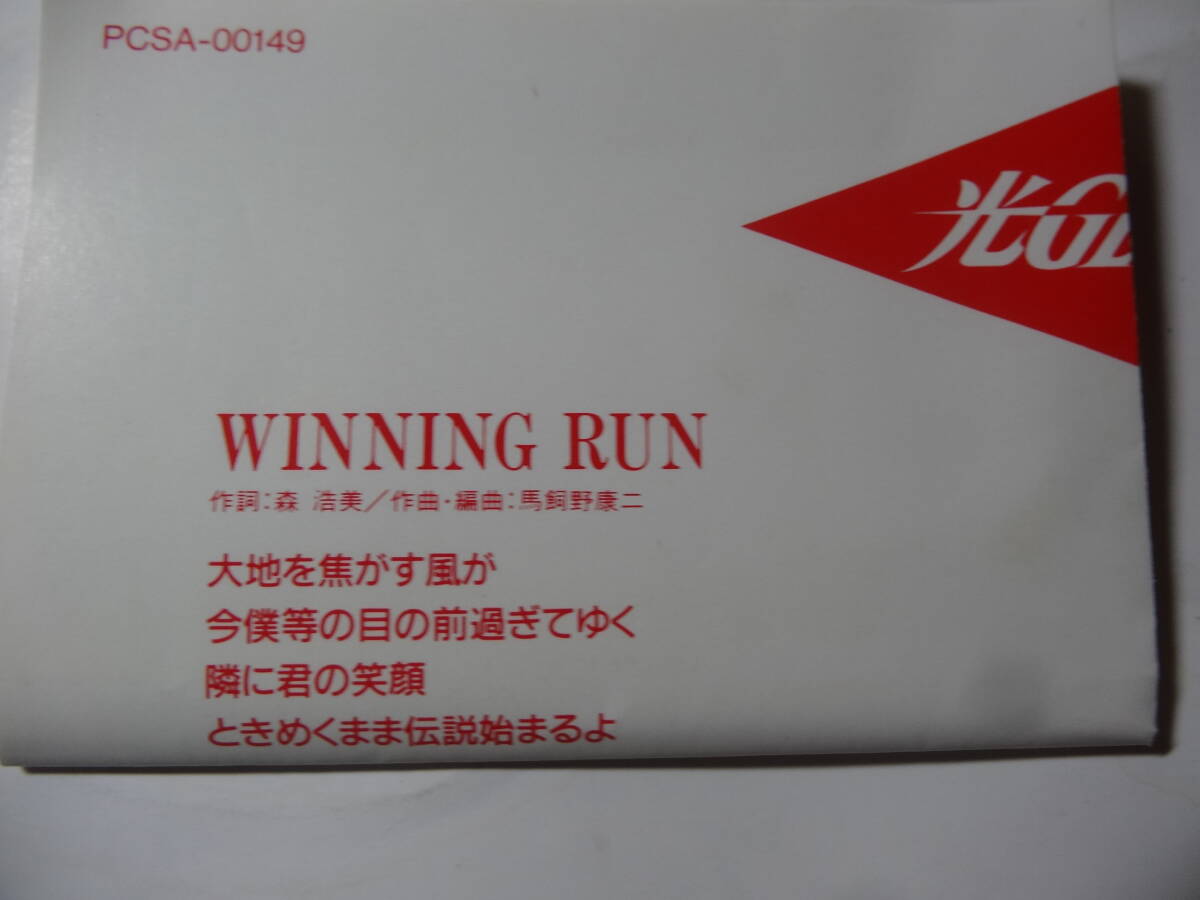 PCSA-00149
光G
WINNING RUN
作詞:森 浩美／作曲・編曲:馬飼野康二
大地を焦がす風が
今僕等の目の前過ぎてゆく
隣に君の笑顔
ときめくまま伝説始まるよ